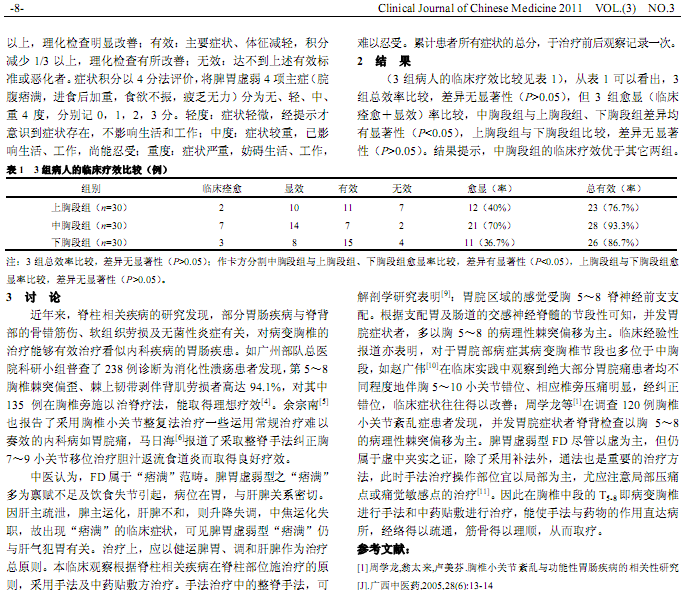 -8-
Clinical Journal of Chinese Medicine 2011 VOL.(3) NO.3
以上，理化检查明显改善；有效：主要症状、体征减轻，积分
减少 1/3 以上，理化检查有所改善；无效：达不到上述有效标
准或恶化者。症状积分以 4 分法评价，将脾胃虚弱 4 项主症（脘
腹痞满，进食后加重，食欲不振，疲乏无力）分为无、轻、中、
重 4 度，分别记 0，1，2，3 分。轻度：症状轻微，经提示才
意识到症状存在，不影响生活和工作；中度：症状较重，已影
响生活、工作，尚能忍受；重度：症状严重，妨碍生活、工作，
难以忍受。累计患者所有症状的总分，于治疗前后观察记录一次。
2 结 果
（3 组病人的临床疗效比较见表 1），从表 1 可以看出，3
组总效率比较，差异无显著性（P>0.05），但 3 组愈显（临床
痊愈＋显效）率比较，中胸段组与上胸段组、下胸段组差异均
有显著性（P<0.05），上胸段组与下胸段组比较，差异无显著
性（P>0.05）。结果提示，中胸段组的临床疗效优于其它两组。
表 1 3 组病人的临床疗效比较（例）
组别 临床痊愈 显效 有效 无效 愈显（率） 总有效（率）
上胸段组（n=30） 2 10 11 7 12（40%） 23（76.7%）
中胸段组（n=30） 7 14 7 2 21（70%） 28（93.3%）
下胸段组（n=30） 3 8 15 4 11（36.7%） 26（86.7%）
注：3 组总效率比较，差异无显著性（P>0.05）；作卡方分割中胸段组与上胸段组、下胸段组愈显率比较，差异有显著性（P<0.05），上胸段组与下胸段组愈
显率比较，差异无显著性（P>0.05）。
3 讨 论
近年来，脊柱相关疾病的研究发现，部分胃肠疾病与脊背
部的骨错筋伤、软组织劳损及无菌性炎症有关，对病变胸椎的
治疗能够有效治疗看似内科疾病的胃肠疾患。如广州部队总医
院科研小组普查了 238 例诊断为消化性溃疡患者发现，第 5～8
胸椎棘突偏歪、棘上韧带剥伴背肌劳损者高达 94.1%，对其中
135 例在胸椎旁施以治脊疗法，能取得理想疗效[4]。余宗南[5]
也报告了采用胸椎小关节整复法治疗一些运用常规治疗难以
奏效的内科病如胃脘痛，马日海[6]报道了采取整脊手法纠正胸
7～9 小关节移位治疗胆汁返流食道炎而取得良好疗效。
中医认为，FD 属于“痞满”范畴。脾胃虚弱型之“痞满”
多为禀赋不足及饮食失节引起，病位在胃，与肝脾关系密切。
因肝主疏泄，脾主运化，肝脾不和，则升降失调，中焦运化失
职，故出现“痞满”的临床症状，可见脾胃虚弱型“痞满”仍
与肝气犯胃有关。治疗上，应以健运脾胃、调和肝脾作为治疗
总原则。本临床观察根据脊柱相关疾病在脊柱部位施治疗的原
则，采用手法及中药贴敷方治疗。手法治疗中的整脊手法，可
解剖学研究表明[9]：胃脘区域的感觉受胸 5～8 脊神经前支支
配。根据支配胃及肠道的交感神经脊髓的节段性可知，并发胃
脘症状者，多以胸 5～8 的病理性棘突偏移为主。临床经验性
报道亦表明，对于胃脘部病症其病变胸椎节段也多位于中胸
段，如赵广伟[10]在临床实践中观察到绝大部分胃脘痛患者均不
同程度地伴胸 5～10 小关节错位、相应椎旁压痛明显，经纠正
错位，临床症状往往得以改善；周学龙等[1]在调查 120 例胸椎
小关节紊乱症患者发现，并发胃脘症状者脊背检查以胸 5～8
的病理性棘突偏移为主。脾胃虚弱型 FD 尽管以虚为主，但仍
属于虚中夹实之证，除了采用补法外，通法也是重要的治疗方
法，此时手法治疗操作部位宜以局部为主，尤应注意局部压痛
点或痛觉敏感点的治疗[11]。因此在胸椎中段的 T5-8 即病变胸椎
进行手法和中药贴敷进行治疗，能使手法与药物的作用直达病
所，经络得以疏通，筋骨得以理顺，从而取疗。
参考文献：
[1]周学龙,翁太来,卢美芬.胸椎小关节紊乱与功能性胃肠疾病的相关性研究
[J].广西中医药,2005,28(6):13-14